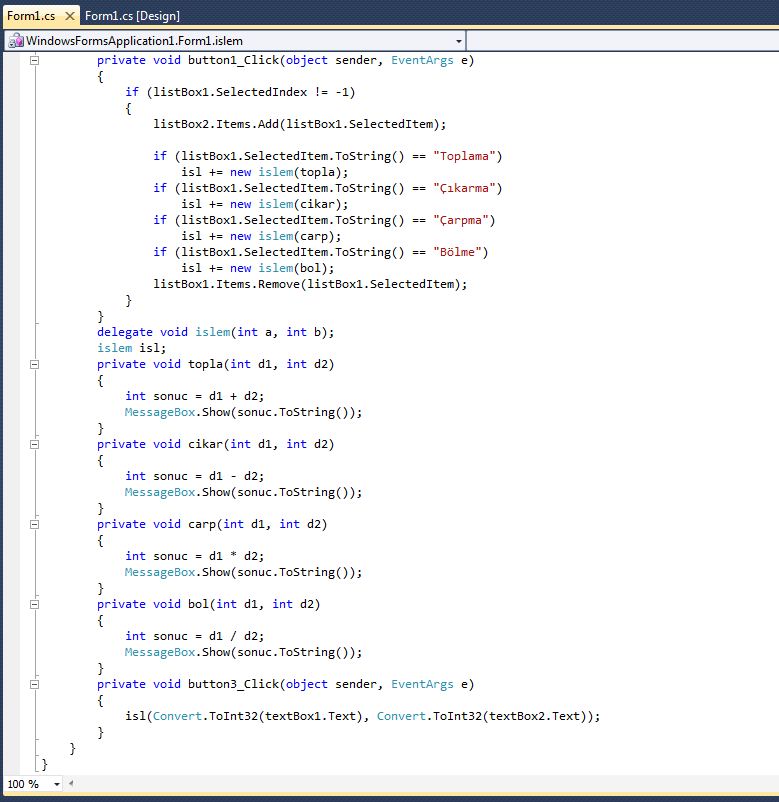 Form1.cs Form1.cs [Design]
WindowsFormsApplication1.Form1.islem
private void button1_Click(object sender, EventArgs e)
{
if (listBox1.SelectedIndex != -1)
{
listBox2.Items.Add(listBox1.SelectedItem);
if (listBox1.SelectedItem.ToString() == "Toplama")
isl += new islem(topla);
if (listBox1.SelectedItem.ToString() == "Çıkarma")
isl += new islem(cikar);
if (listBox1.SelectedItem.ToString() == "Çarpma")
isl += new islem(carp);
if (listBox1.SelectedItem.ToString() == "Bölme")
isl += new islem(bol);
listBox1.Items.Remove(listBox1.SelectedItem);
}
}
delegate void islem(int a, int b);
islem isl;
private void topla(int d1, int d2)
{
int sonuc = d1 + d2;
MessageBox.Show(sonuc.ToString());
}
private void cikar(int d1, int d2)
{
int sonuc = d1 - d2;
MessageBox.Show(sonuc.ToString());
}
private void carp(int d1, int d2)
{
int sonuc = d1 * d2;
MessageBox.Show(sonuc.ToString());
}
private void bol(int d1, int d2)
{
int sonuc = d1 / d2;
MessageBox.Show(sonuc.ToString());
}
private void button3_Click(object sender, EventArgs e)
{
isl(Convert.ToInt32(textBox1.Text), Convert.ToInt32(textBox2.Text));
}
}
}
100 %